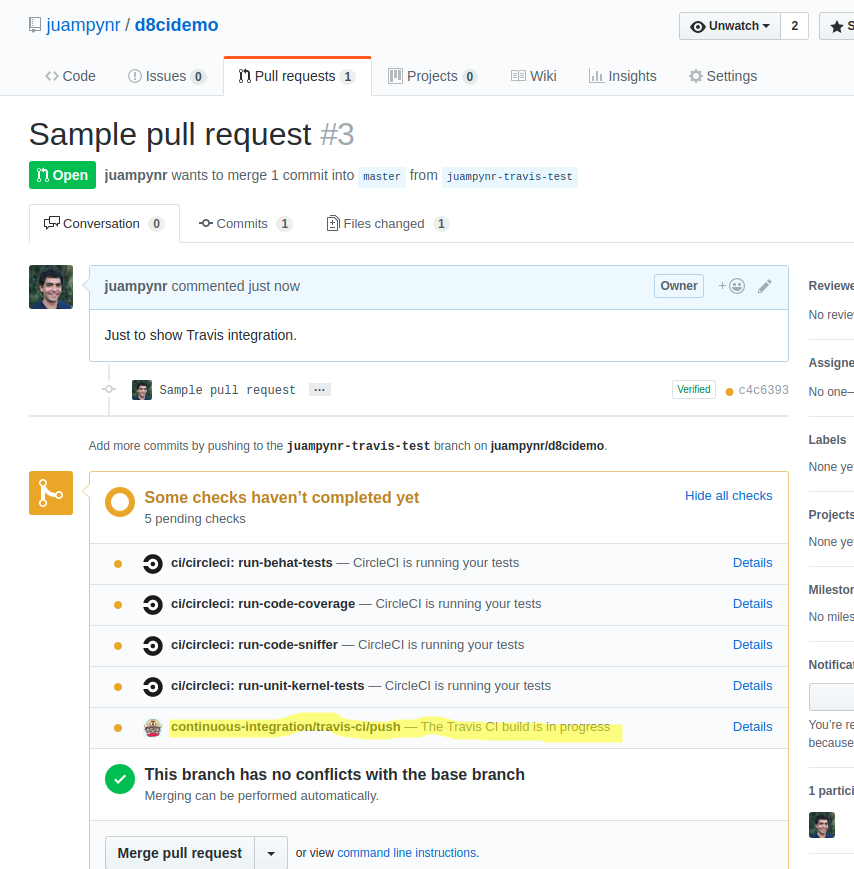 juampynr / d8cidemo
Unwatch 2
Code Issues 0 Pull requests 1 Projects 0 Wiki Insights Settings
Sample pull request #3
Open juampynr wants to merge 1 commit into master from juampynr-travis-test
Conversation 0 Commits 1 Files changed 1
juampynr commented just now Owner
Just to show Travis integration.
Sample pull request ... Verified c4c6393
Add more commits by pushing to the juampynr-travis-test branch on juampynr/d8cidemo.
Some checks haven’t completed yet Hide all checks
5 pending checks
ci/circleci: run-behat-tests — CircleCI is running your tests Details
ci/circleci: run-code-coverage — CircleCI is running your tests Details
ci/circleci: run-code-sniffer — CircleCI is running your tests Details
ci/circleci: run-unit-kernel-tests — CircleCI is running your tests Details
continuous-integration/travis-ci/push — The Travis CI build is in progress Details
This branch has no conflicts with the base branch
Merging can be performed automatically.
Merge pull request or view command line instructions.
Reviewe
No revie
Assigne
No one—
Labels
None ye
Projects
None ye
Mileston
No miles
Notificat
You’re re
because
1 partici